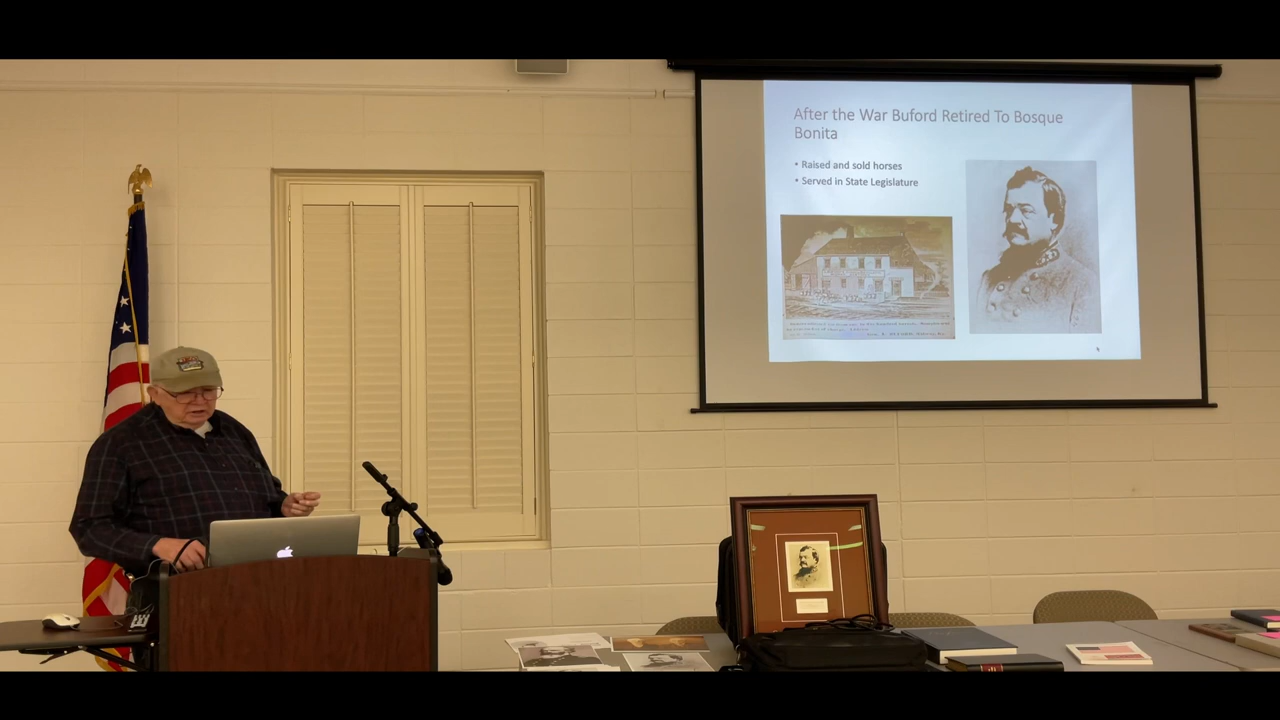 After the War Buford Retired To Bosque
Bonita
• Raised and sold horses
• Served in State Legislature